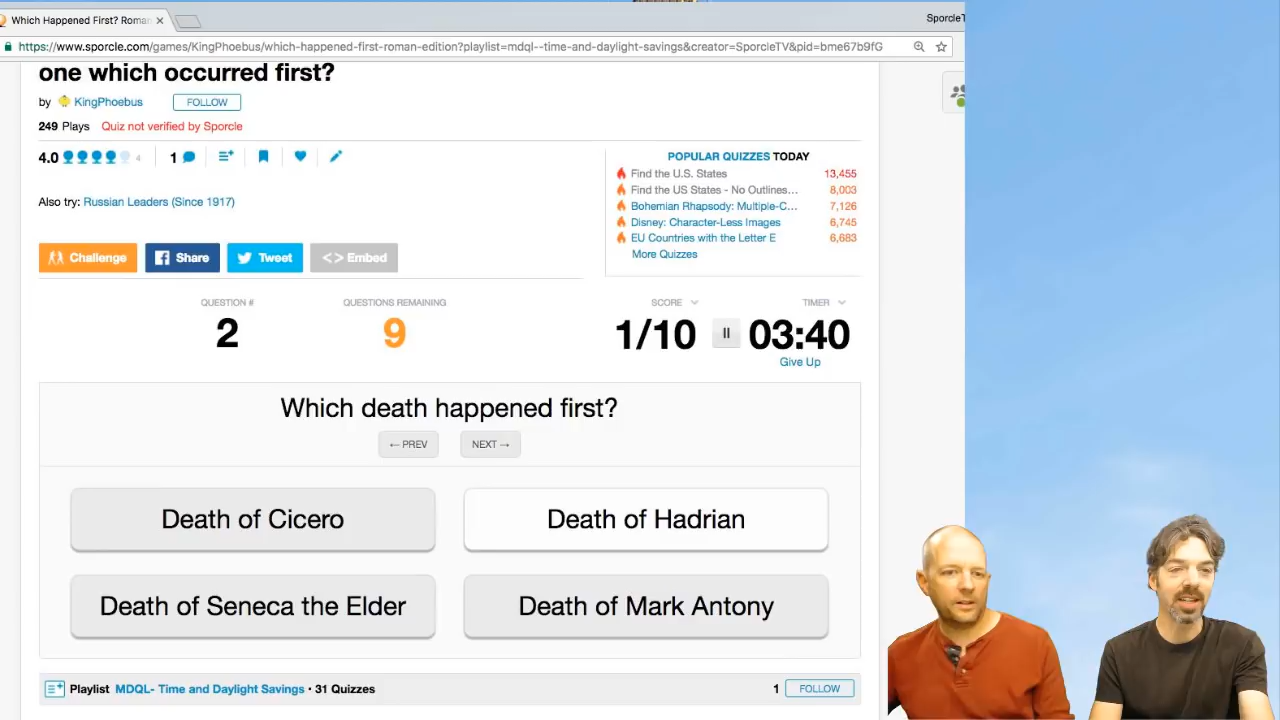 Which Happened First? Roman
SporcleT
https://www.sporcle.com/games/KingPhoebus/which-happened-first-roman-edition?playlist=mdql--time-and-daylight-savings&creator=SporcleTV&pid=bme67b9fG
one which occurred first?
by KingPhoebus FOLLOW
249 Plays Quiz not verified by Sporcle
4.0 4 1
POPULAR QUIZZES TODAY
Find the U.S. States 13,455
Find the US States - No Outlines... 8,003
Bohemian Rhapsody: Multiple-C... 7,126
Disney: Character-Less Images 6,745
EU Countries with the Letter E 6,683
More Quizzes
Also try: Russian Leaders (Since 1917)
Challenge Share Tweet <> Embed
QUESTION # QUESTIONS REMAINING SCORE TIMER
2 9 1/10 03:40
Give Up
Which death happened first?
← PREV NEXT →
Death of Cicero Death of Hadrian
Death of Seneca the Elder Death of Mark Antony
Playlist MDQL- Time and Daylight Savings • 31 Quizzes 1 FOLLOW